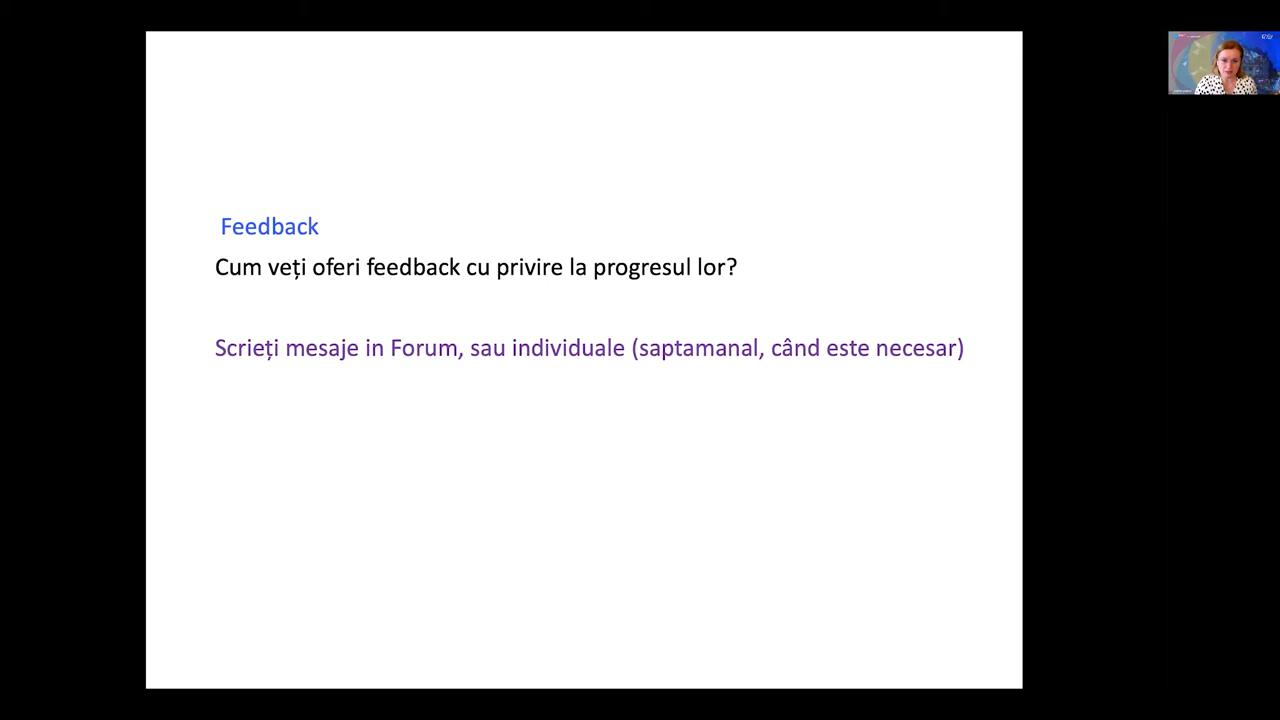 Feedback
Cum veți oferi feedback cu privire la progresul lor?
Scrieți mesaje in Forum, sau individuale (saptamanal, când este necesar)